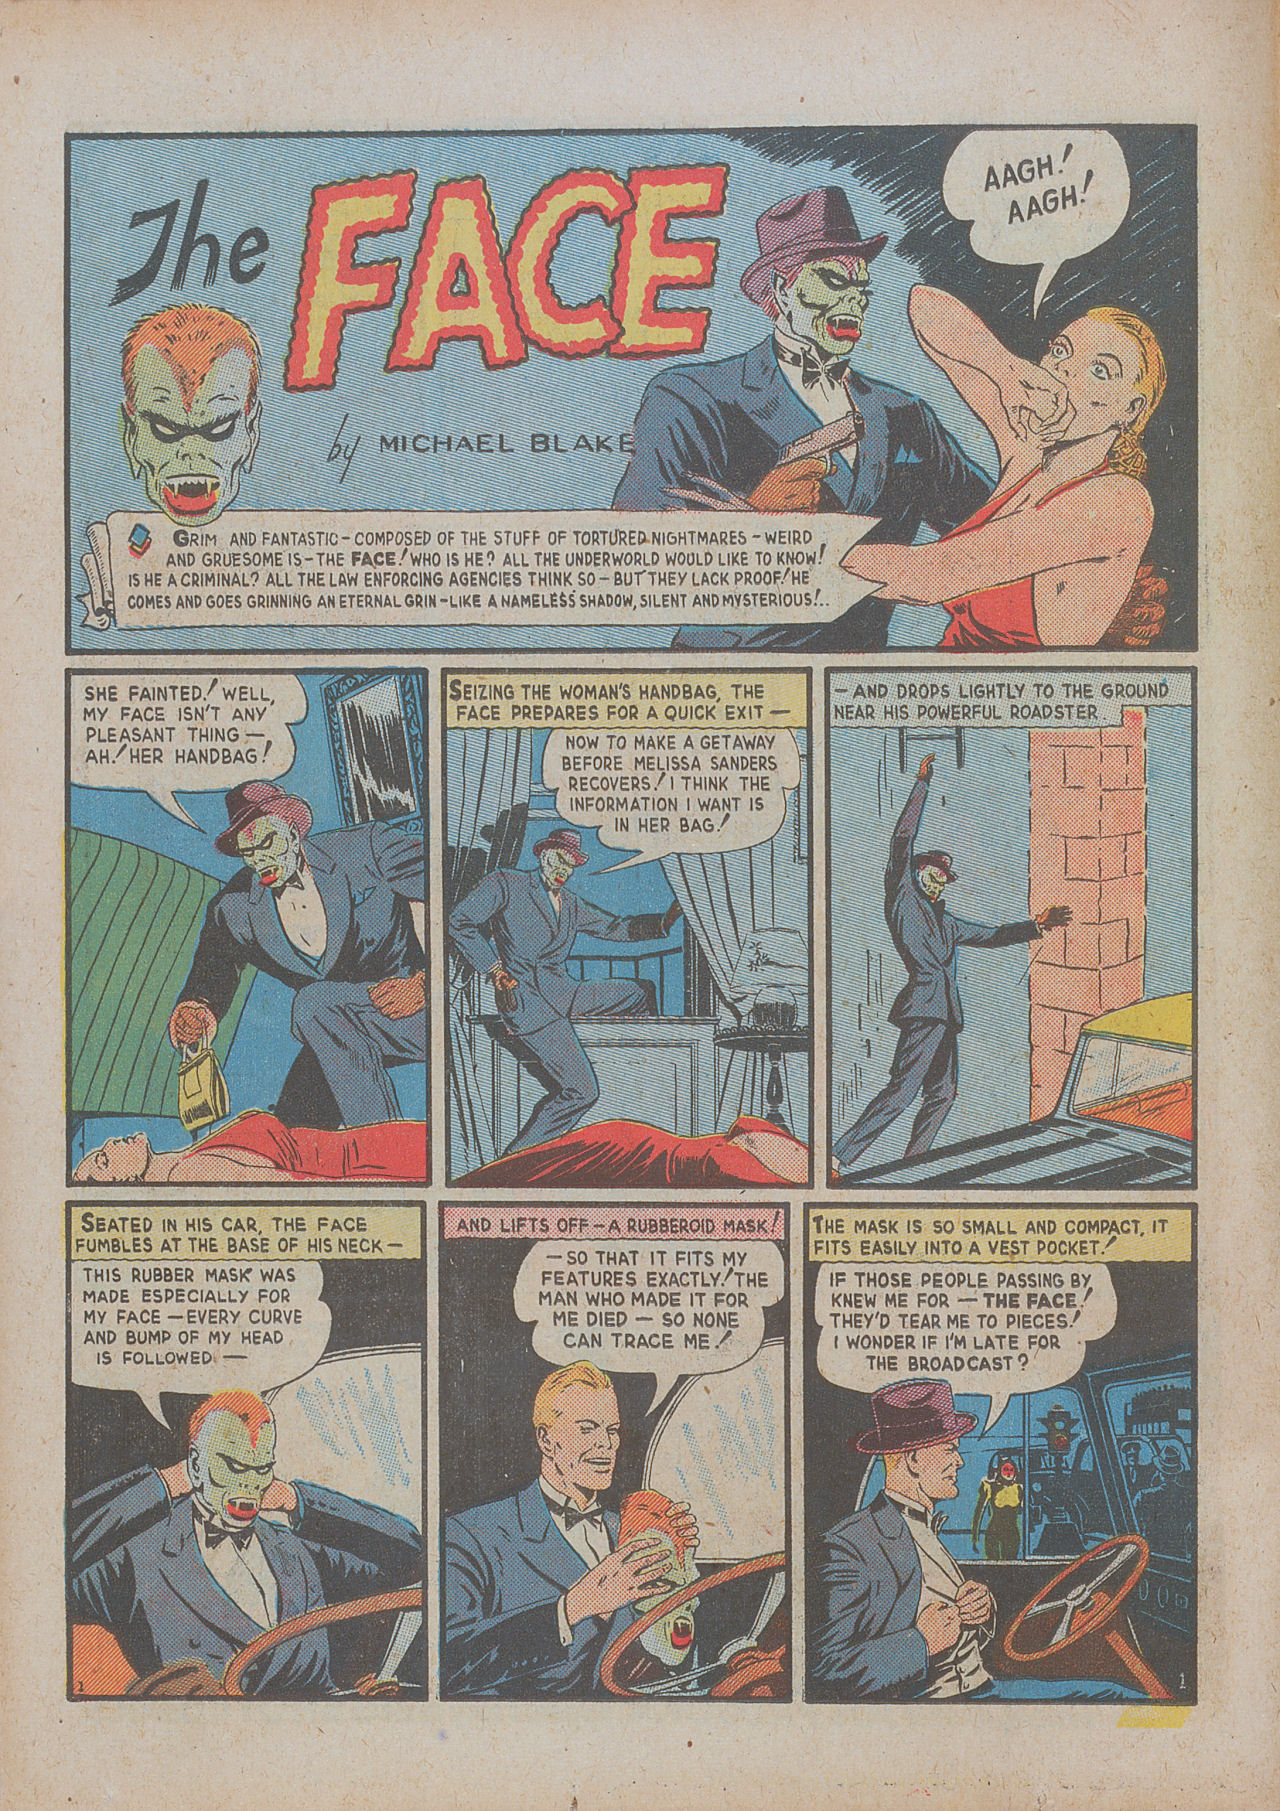 The FACE
by MICHAEL BLAKE
AAGH!
AAGH!
GRIM AND FANTASTIC - COMPOSED OF THE STUFF OF TORTURED NIGHTMARES - WEIRD
AND GRUESOME IS - THE FACE! WHO IS HE? ALL THE UNDERWORLD WOULD LIKE TO KNOW!
IS HE A CRIMINAL? ALL THE LAW ENFORCING AGENCIES THINK SO - BUT THEY LACK PROOF! HE
COMES AND GOES GRINNING AN ETERNAL GRIN - LIKE A NAMELESS SHADOW, SILENT AND MYSTERIOUS!..
SHE FAINTED! WELL,
MY FACE ISN'T ANY
PLEASANT THING -
AH! HER HANDBAG!
SEIZING THE WOMAN'S HANDBAG, THE
FACE PREPARES FOR A QUICK EXIT -
NOW TO MAKE A GETAWAY
BEFORE MELISSA SANDERS
RECOVERS! I THINK THE
INFORMATION I WANT IS
IN HER BAG!
- AND DROPS LIGHTLY TO THE GROUND
NEAR HIS POWERFUL ROADSTER
SEATED IN HIS CAR, THE FACE
FUMBLES AT THE BASE OF HIS NECK -
THIS RUBBER MASK WAS
MADE ESPECIALLY FOR
MY FACE - EVERY CURVE
AND BUMP OF MY HEAD
IS FOLLOWED -
1
AND LIFTS OFF - A RUBBEROID MASK!
- SO THAT IT FITS MY
FEATURES EXACTLY! THE
MAN WHO MADE IT FOR
ME DIED - SO NONE
CAN TRACE ME!
THE MASK IS SO SMALL AND COMPACT, IT
FITS EASILY INTO A VEST POCKET!
IF THOSE PEOPLE PASSING BY
KNEW ME FOR - THE FACE!
THEY'D TEAR ME TO PIECES!
I WONDER IF I'M LATE FOR
THE BROADCAST?
1